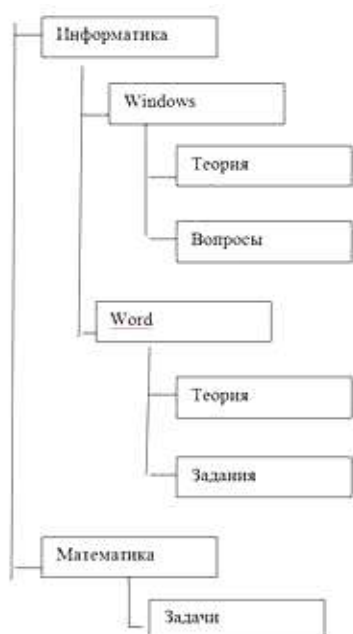 Информатика
Windows
Теория
Вопросы
Word
Теория
Задания
Математика
Задачи